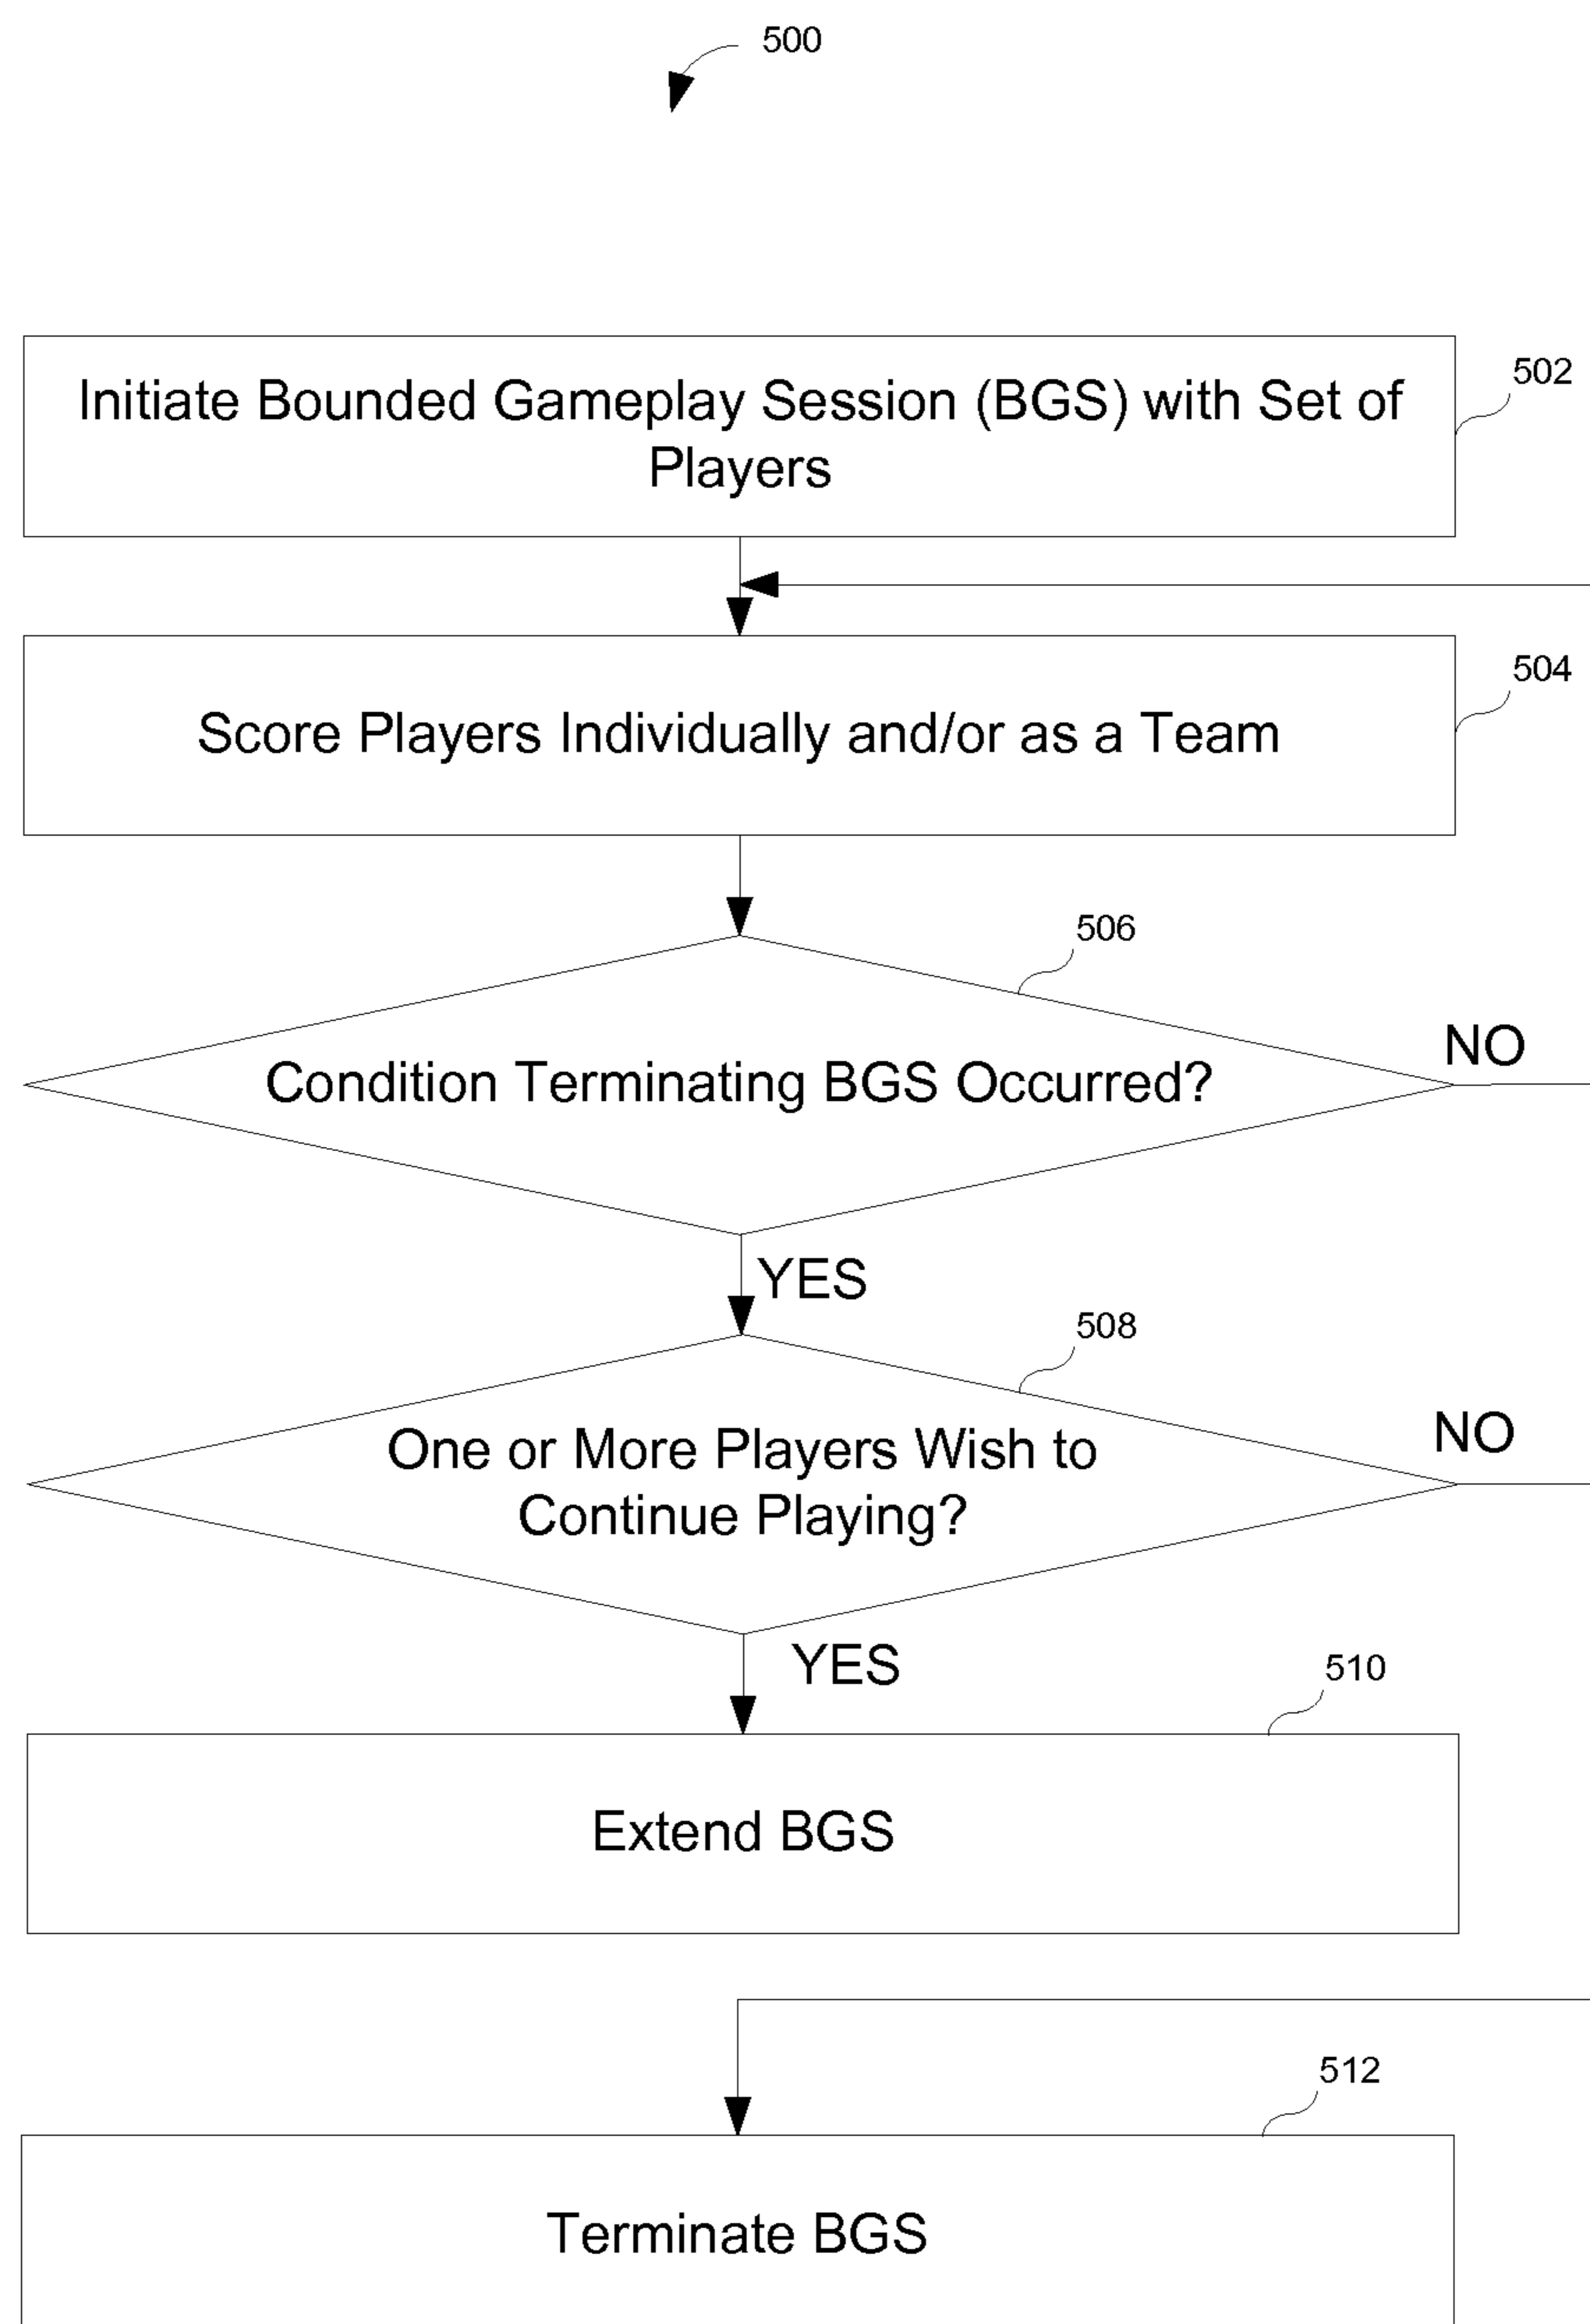 500
Initiate Bounded Gameplay Session (BGS) with Set of
Players
502
Score Players Individually and/or as a Team
504
506
Condition Terminating BGS Occurred?
NO
YES
508
One or More Players Wish to
Continue Playing?
NO
YES
510
Extend BGS
512
Terminate BGS